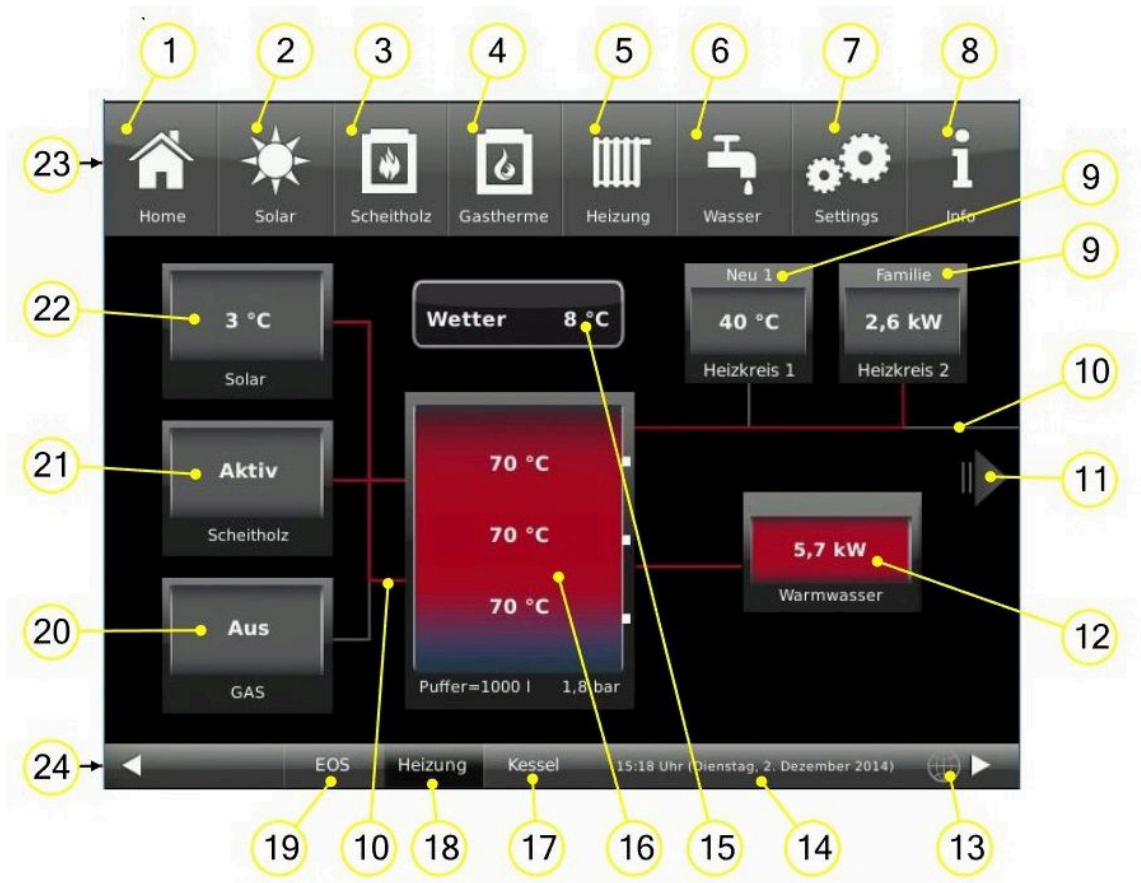 1 2 3 4 5 6 7 8
23
Home Solar Scheitholz Gastherme Heizung Wasser Settings Info
9
9
Neu 1 Familie
22
3 °C
Solar
Wetter 8 °C
40 °C 2,6 kW
Heizkreis 1 Heizkreis 2
10
21
Aktiv
Scheitholz
70 °C
70 °C
70 °C
11
5,7 kW
Warmwasser
12
20
Aus
GAS
Puffer=1000 l 1,8 bar
24
EOS Heizung Kessel 15:18 Uhr (Dienstag, 2. Dezember 2014)
19 10 18 17 16 15 14 13